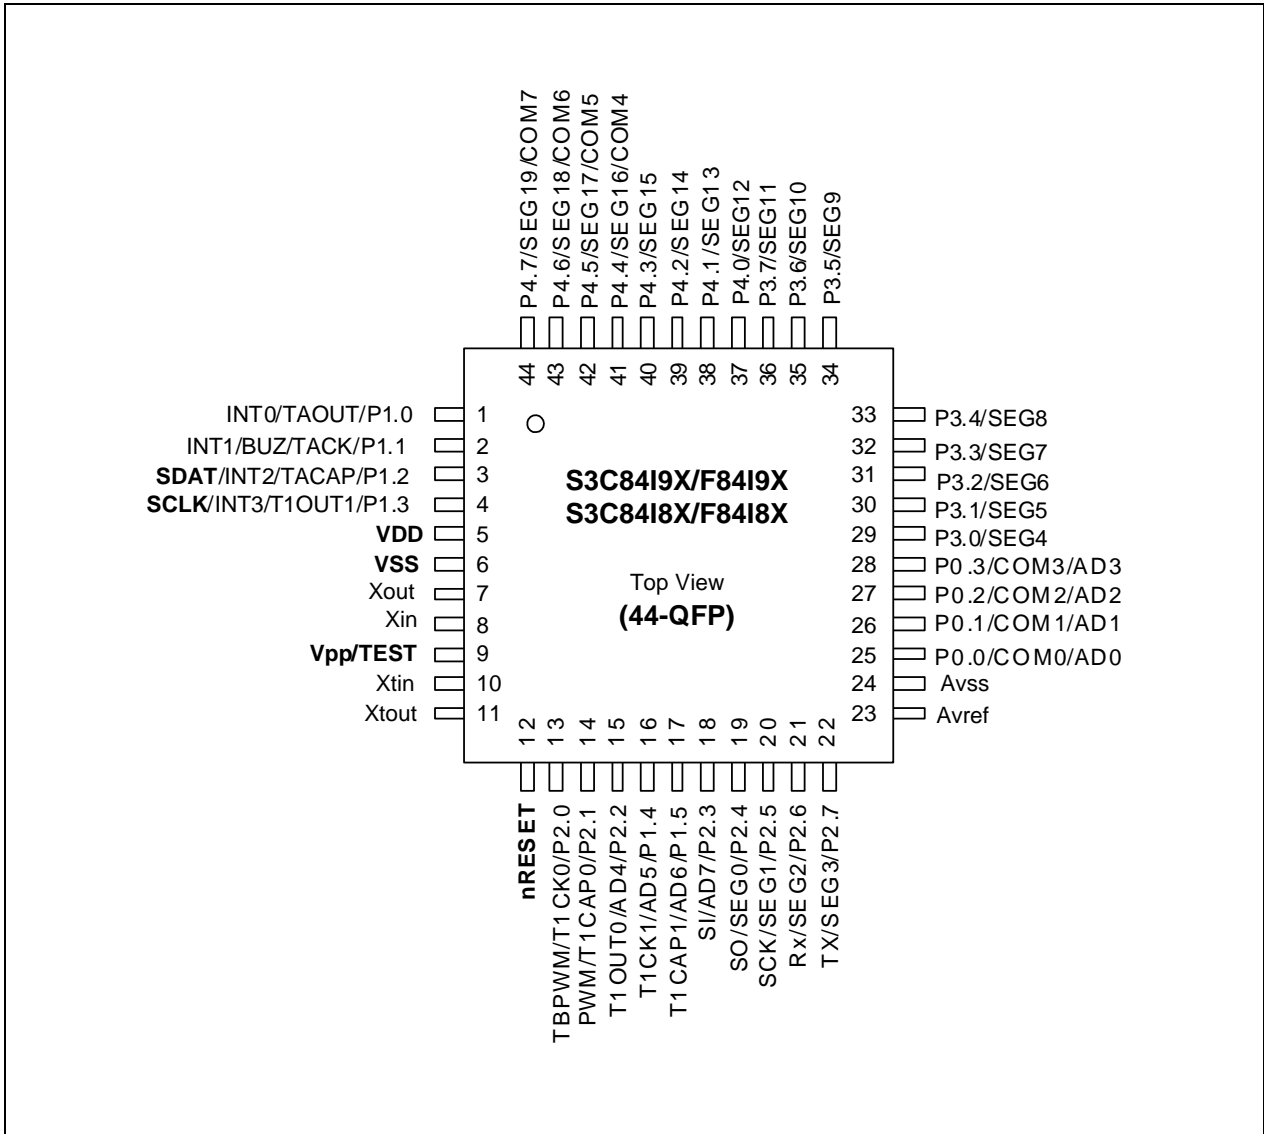 P4.7/SEG19/COM7
P4.6/SEG18/COM6
P4.5/SEG17/COM5
P4.4/SEG16/COM4
P4.3/SEG15
P4.2/SEG14
P4.1/SEG13
P4.0/SEG12
P3.7/SEG11
P3.6/SEG10
P3.5/SEG9
44
43
42
41
40
39
38
37
36
35
34
INT0/TAOUT/P1.0 1
INT1/BUZ/TACK/P1.1 2
SDAT/INT2/TACAP/P1.2 3
SCLK/INT3/T1OUT1/P1.3 4
VDD 5
VSS 6
Xout 7
Xin 8
Vpp/TEST 9
Xtin 10
Xtout 11
S3C84I9X/F84I9X
S3C84I8X/F84I8X
Top View
(44-QFP)
33 P3.4/SEG8
32 P3.3/SEG7
31 P3.2/SEG6
30 P3.1/SEG5
29 P3.0/SEG4
28 P0.3/COM3/AD3
27 P0.2/COM2/AD2
26 P0.1/COM1/AD1
25 P0.0/COM0/AD0
24 Avss
23 Avref
12
13
14
15
16
17
18
19
20
21
22
nRESET
TBPWM/T1CK0/P2.0
PWM/T1CAP0/P2.1
T1OUT0/AD4/P2.2
T1CK1/AD5/P1.4
T1CAP1/AD6/P1.5
SI/AD7/P2.3
SO/SEG0/P2.4
SCK/SEG1/P2.5
Rx/SEG2/P2.6
TX/SEG3/P2.7